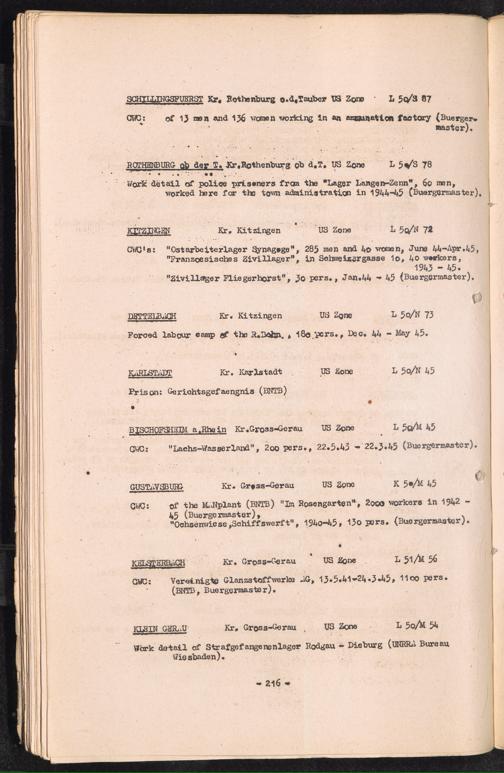 SCHILLINGSFUERST Kr. Rothenburg o.d.Tauber US Zone L 50/S 87
CWC: of 13 men and 136 women working in an ammunation factory (Buerger-
master).
ROTHENBURG ob der T. Kr.Rothenburg ob d.T. US Zone L 50/S 78
Work detail of police prisoners from the "Lager Langen-Zenn", 60 men,
worked here for the town administration in 1944-45 (Buergermaster).
KITZINGEN Kr. Kitzingen US Zone L 50/N 72
CWC's: "Ostarbeiterlager Synagoge", 285 men and 40 women, June 44-Apr.45,
"Franzoesisches Zivillager", in Schweizergasse 10, 40 workers,
1943 - 45.
"Zivillager Fliegerhorst", 30 pers., Jan.44 - 45 (Buergermaster).
DETTELBACH Kr. Kitzingen US Zone L 50/N 73
Forced labour camp of the R.Bahn., 180 pers., Dec. 44 - May 45.
KARLSTADT Kr. Karlstadt US Zone L 50/N 45
Prison: Gerichtsgefaengnis (BNTB)
BISCHOFSHEIM a.Rhein Kr.Gross-Gerau US Zone L 50/M 45
CWC: "Lachs-Wasserland", 200 pers., 22.5.43 - 22.3.45 (Buergermaster).
GUSTAVSBURG Kr. Gross-Gerau US Zone K 50/M 45
CWC: of the M.N.plant (BNTB) "Im Rosengarten", 2000 workers in 1942 -
45 (Buergermaster),
"Ochsenwiese,Schiffswerft", 1940-45, 130 pers. (Buergermaster).
KELSTERBACH Kr. Gross-Gerau US Zone L 51/M 56
CWC: Vereinigte Glanzstoffwerke AG, 13.5.41-24.3.45, 1100 pers.
(BNTB, Buergermaster).
KLEIN GERAU Kr. Gross-Gerau US Zone L 50/M 54
Work detail of Strafgefangenenlager Rodgau - Dieburg (UNRRA Bureau
Wiesbaden).
- 216 -